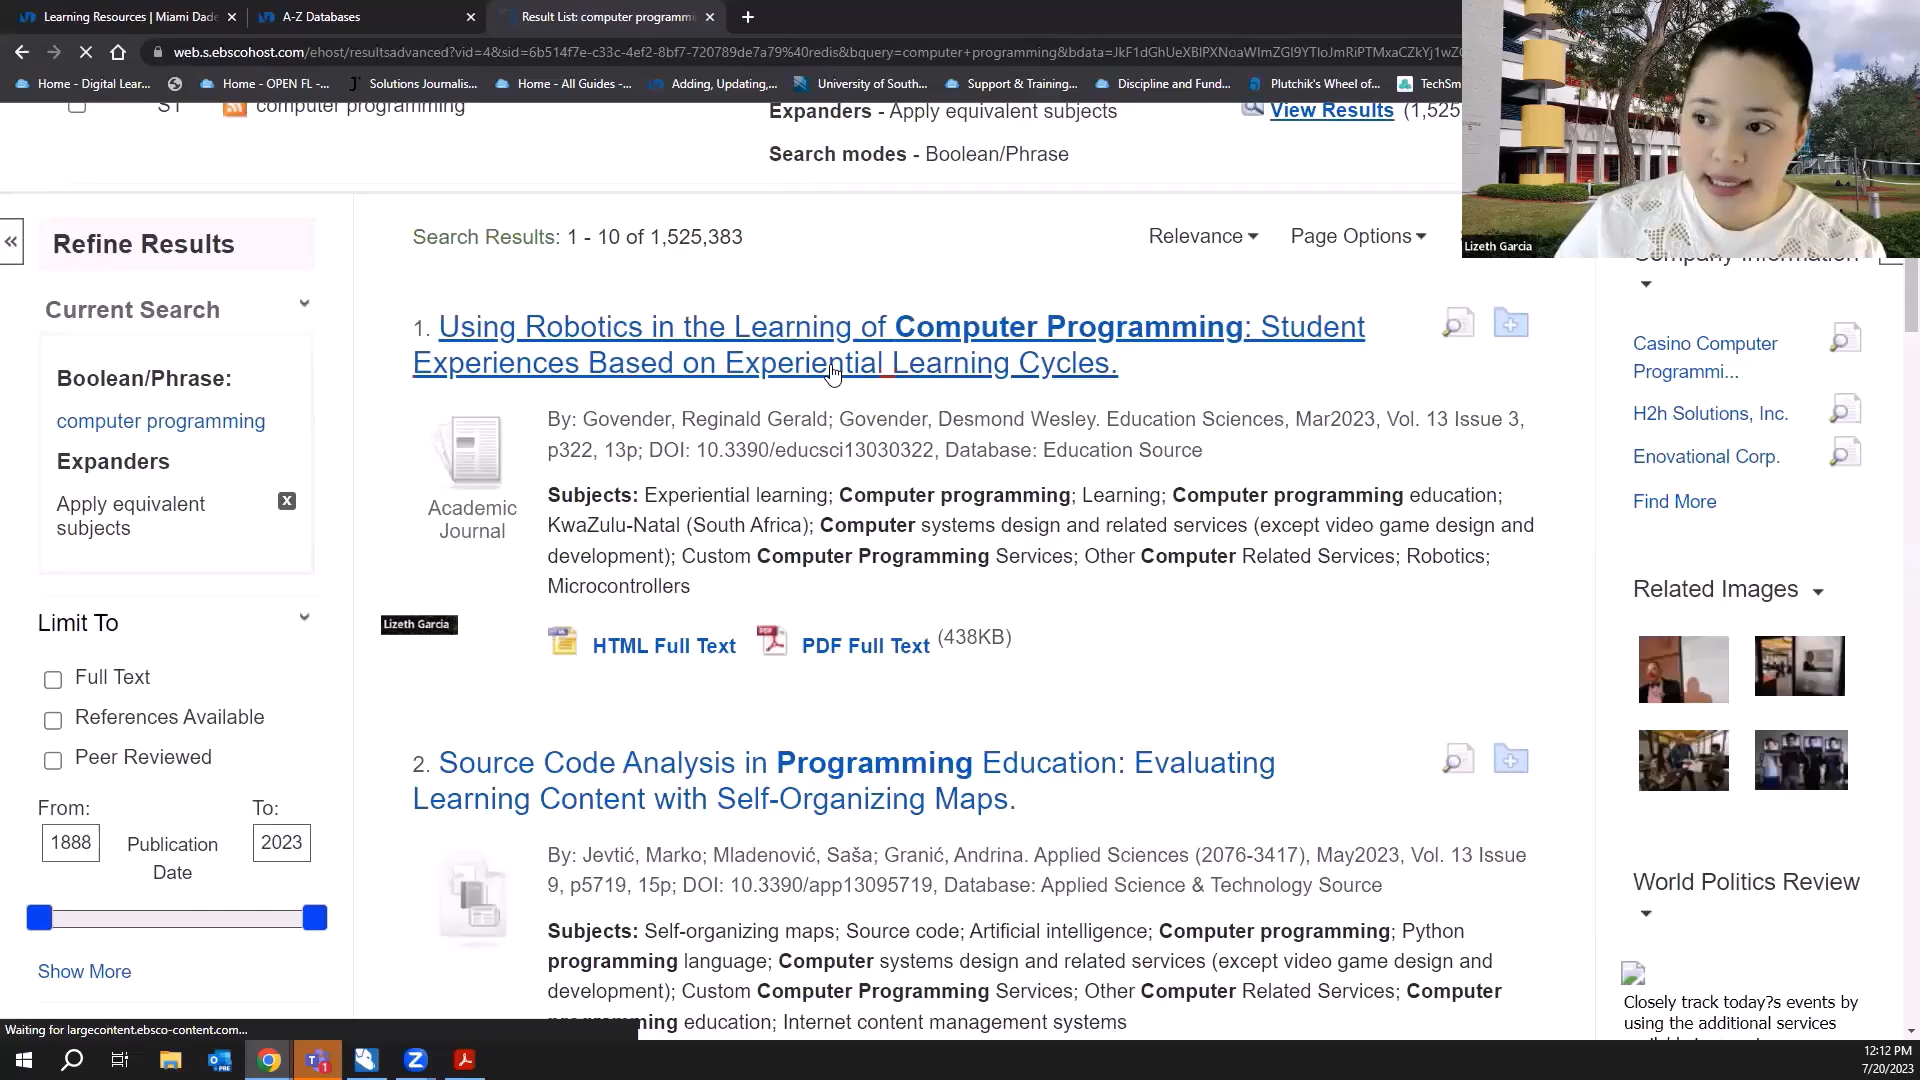 Learning Resources | Miami Dade
A-Z Databases
Result List: computer programmi
web.s.ebscohost.com/ehost/resultsadvanced?vid=4&sid=6b514f7e-c33c-4ef2-8bf7-720789de7a79%40redis&bquery=computer+programming&bdata=
Home - Digital Lear...
Home - OPEN FL -...
Solutions Journalis...
Home - All Guides -...
Adding, Updating,...
University of South...
Support & Training...
Discipline and Fund...
Plutchik's Wheel of...
TechSm
S1
computer programming
Expanders - Apply equivalent subjects
View Results (1,525
Search modes - Boolean/Phrase
Lizeth Garcia
«
Refine Results
Search Results: 1 - 10 of 1,525,383
Relevance
Page Options
Company Information
Current Search
Boolean/Phrase:
computer programming
Expanders
Apply equivalent
subjects
x
1. Using Robotics in the Learning of Computer Programming: Student
Experiences Based on Experiential Learning Cycles.
By: Govender, Reginald Gerald; Govender, Desmond Wesley. Education Sciences, Mar2023, Vol. 13 Issue 3,
p322, 13p; DOI: 10.3390/educsci13030322, Database: Education Source
Academic
Journal
Subjects: Experiential learning; Computer programming; Learning; Computer programming education;
KwaZulu-Natal (South Africa); Computer systems design and related services (except video game design and
development); Custom Computer Programming Services; Other Computer Related Services; Robotics;
Microcontrollers
Lizeth Garcia
HTML Full Text
PDF Full Text (438KB)
Casino Computer
Programmi...
H2h Solutions, Inc.
Enovational Corp.
Find More
Related Images
Limit To
Full Text
References Available
Peer Reviewed
From:
To:
1888
Publication
Date
2023
Show More
2. Source Code Analysis in Programming Education: Evaluating
Learning Content with Self-Organizing Maps.
By: Jevtić, Marko; Mladenović, Saša; Granić, Andrina. Applied Sciences (2076-3417), May2023, Vol. 13 Issue
9, p5719, 15p; DOI: 10.3390/app13095719, Database: Applied Science & Technology Source
Subjects: Self-organizing maps; Source code; Artificial intelligence; Computer programming; Python
programming language; Computer systems design and related services (except video game design and
development); Custom Computer Programming Services; Other Computer Related Services; Computer
programming education; Internet content management systems
World Politics Review
Closely track today?s events by
using the additional services
Waiting for largecontent.ebsco-content.com...
12:12 PM
7/20/2023